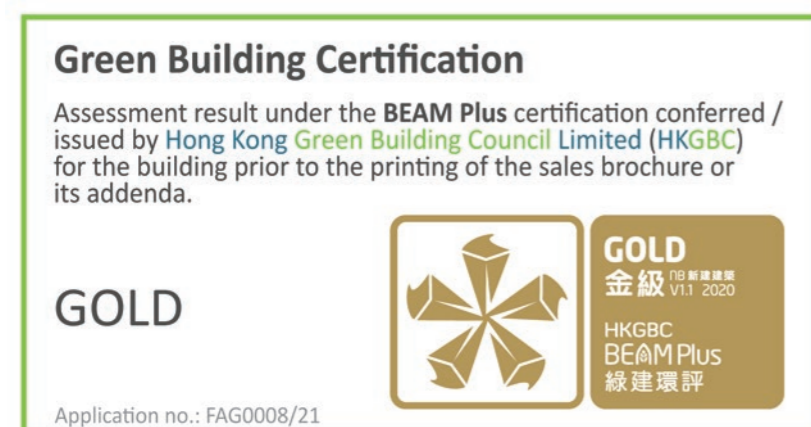 Green Building Certification
Assessment result under the BEAM Plus certification conferred /
issued by Hong Kong Green Building Council Limited (HKGBC)
for the building prior to the printing of the sales brochure or
its addenda.
GOLD
GOLD
金級 NB 新建建築
V1.1 2020
HKGBC
BEAM Plus
綠建環評
Application no.: FAG0008/21